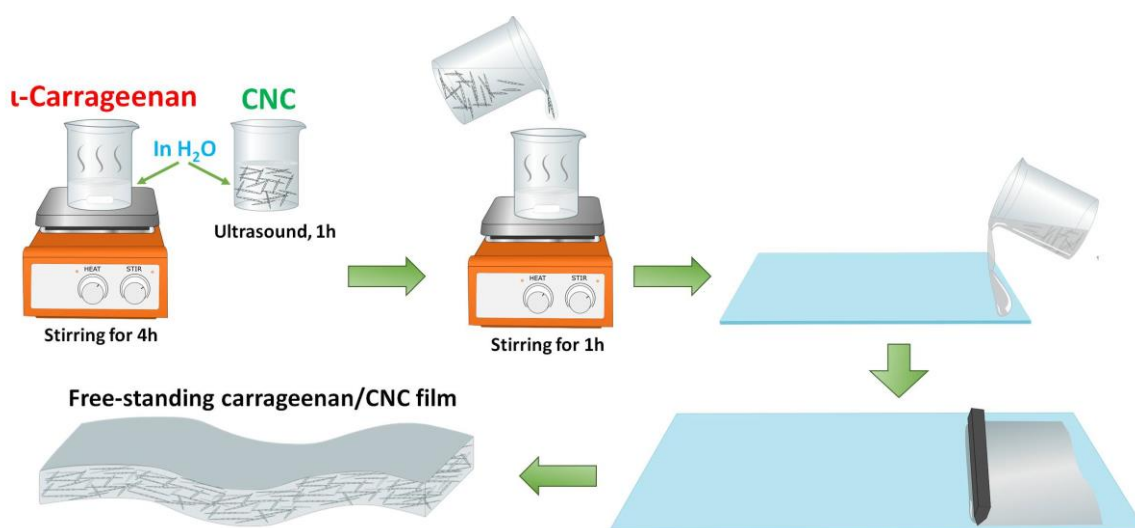 ι-Carrageenan
CNC
In H₂O
Ultrasound, 1h
HEAT STIR
Stirring for 4h
HEAT STIR
Stirring for 1h
Free-standing carrageenan/CNC film